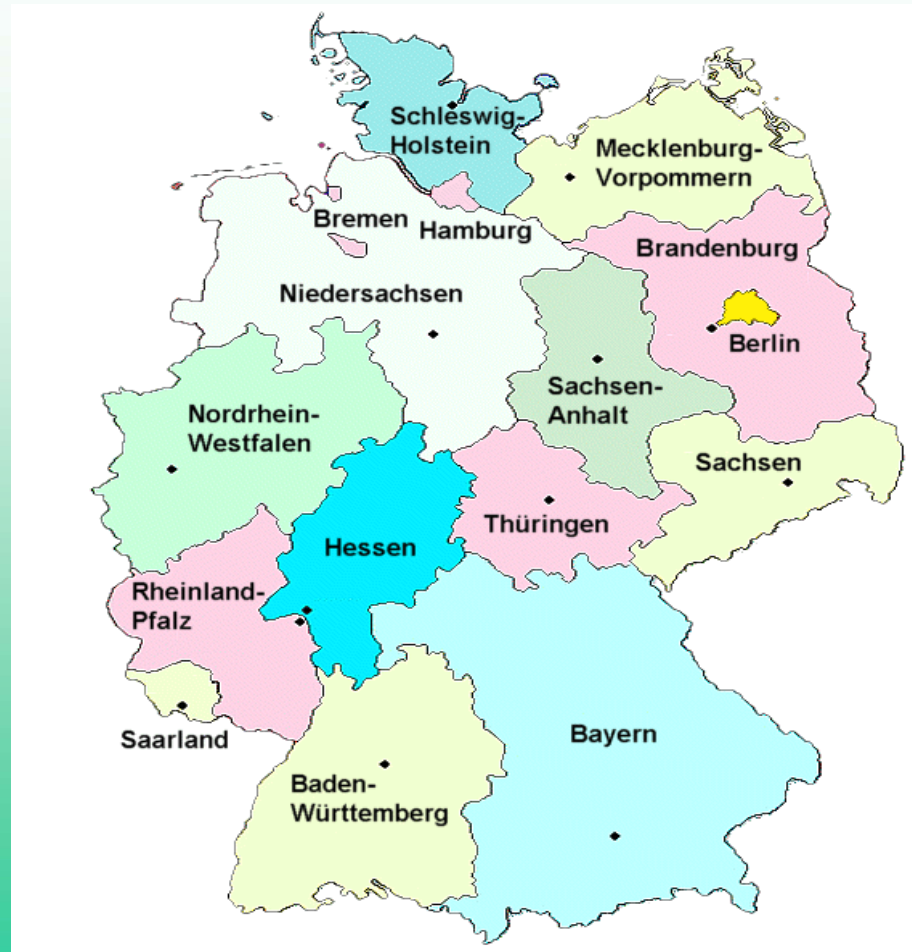 Schleswig-
Holstein
Mecklenburg-
Vorpommern
Bremen
Hamburg
Brandenburg
Niedersachsen
Berlin
Sachsen-
Anhalt
Nordrhein-
Westfalen
Sachsen
Thüringen
Hessen
Rheinland-
Pfalz
Saarland
Bayern
Baden-
Württemberg